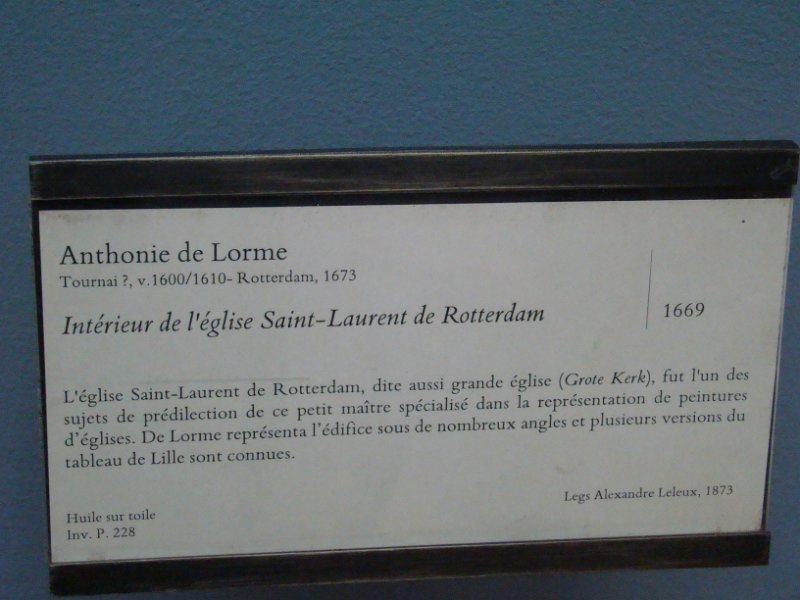 Anthonie de Lorme
Tournai ?, v.1600/1610- Rotterdam, 1673
Intérieur de l'église Saint-Laurent de Rotterdam
1669
L'église Saint-Laurent de Rotterdam, dite aussi grande église (Grote Kerk), fut l'un des
sujets de prédilection de ce petit maître spécialisé dans la représentation de peintures
d'églises. De Lorme représenta l'édifice sous de nombreux angles et plusieurs versions du
tableau de Lille sont connues.
Legs Alexandre Leleux, 1873
Huile sur toile
Inv. P. 228